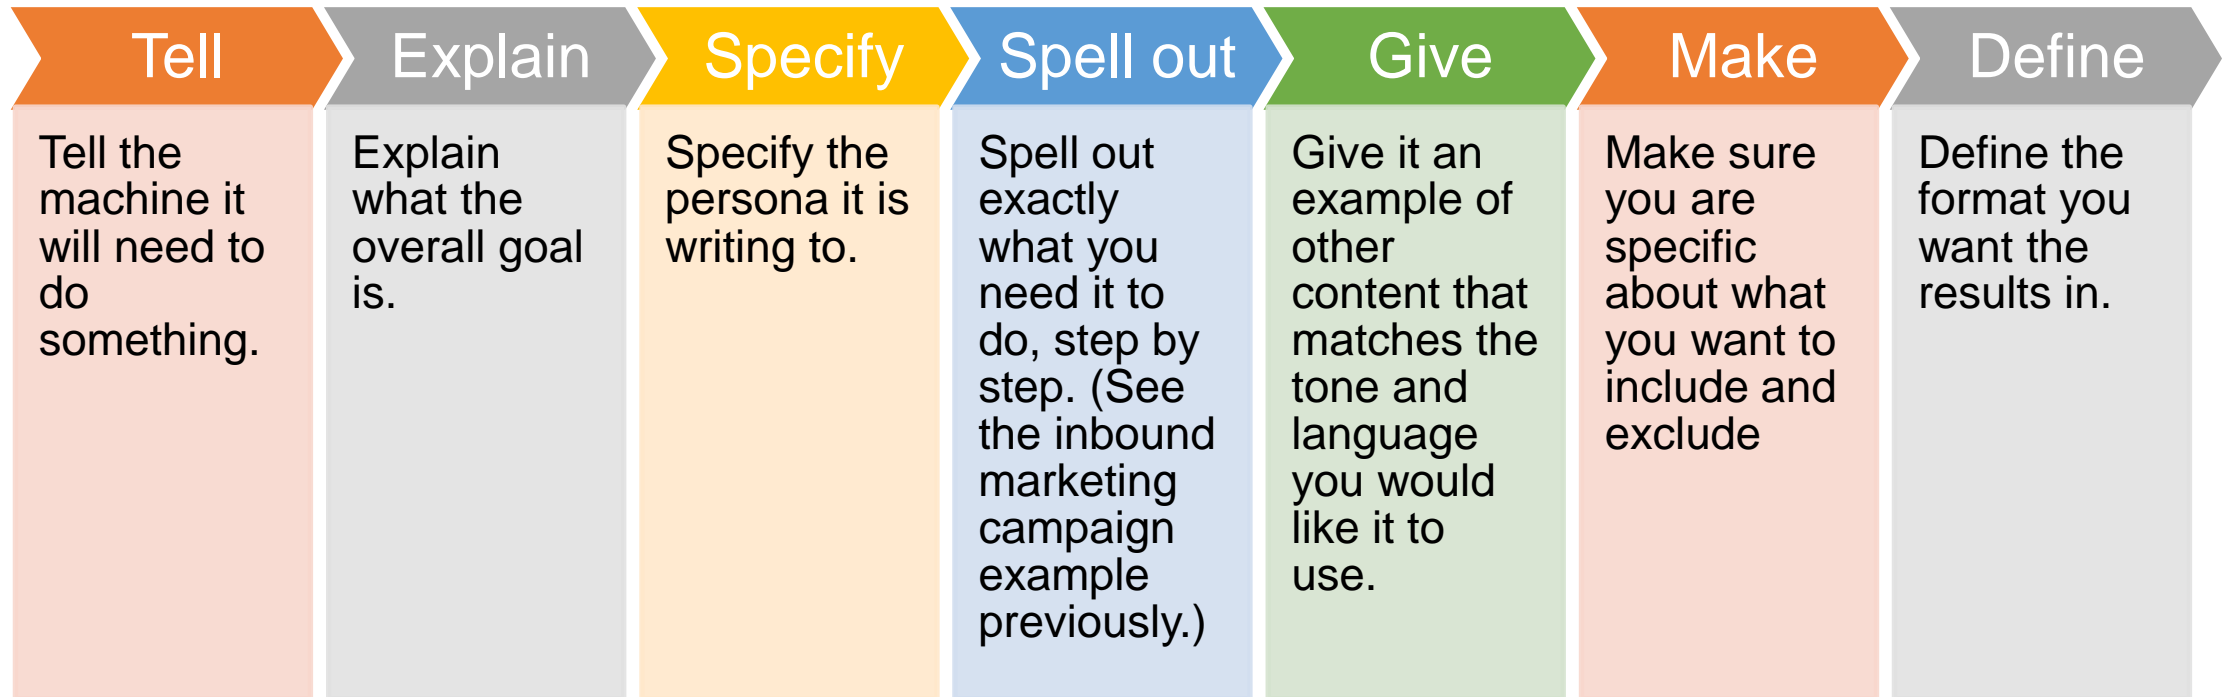 Tell
Explain
Specify
Spell out
Give
Make
Define
Tell the
machine it
will need to
do
something.
Explain
what the
overall goal
is.
Specify the
persona it is
writing to.
Spell out
exactly
what you
need it to
do, step by
step. (See
the inbound
marketing
campaign
example
previously.)
Give it an
example of
other
content that
matches the
tone and
language
you would
like it to
use.
Make sure
you are
specific
about what
you want to
include and
exclude
Define the
format you
want the
results in.